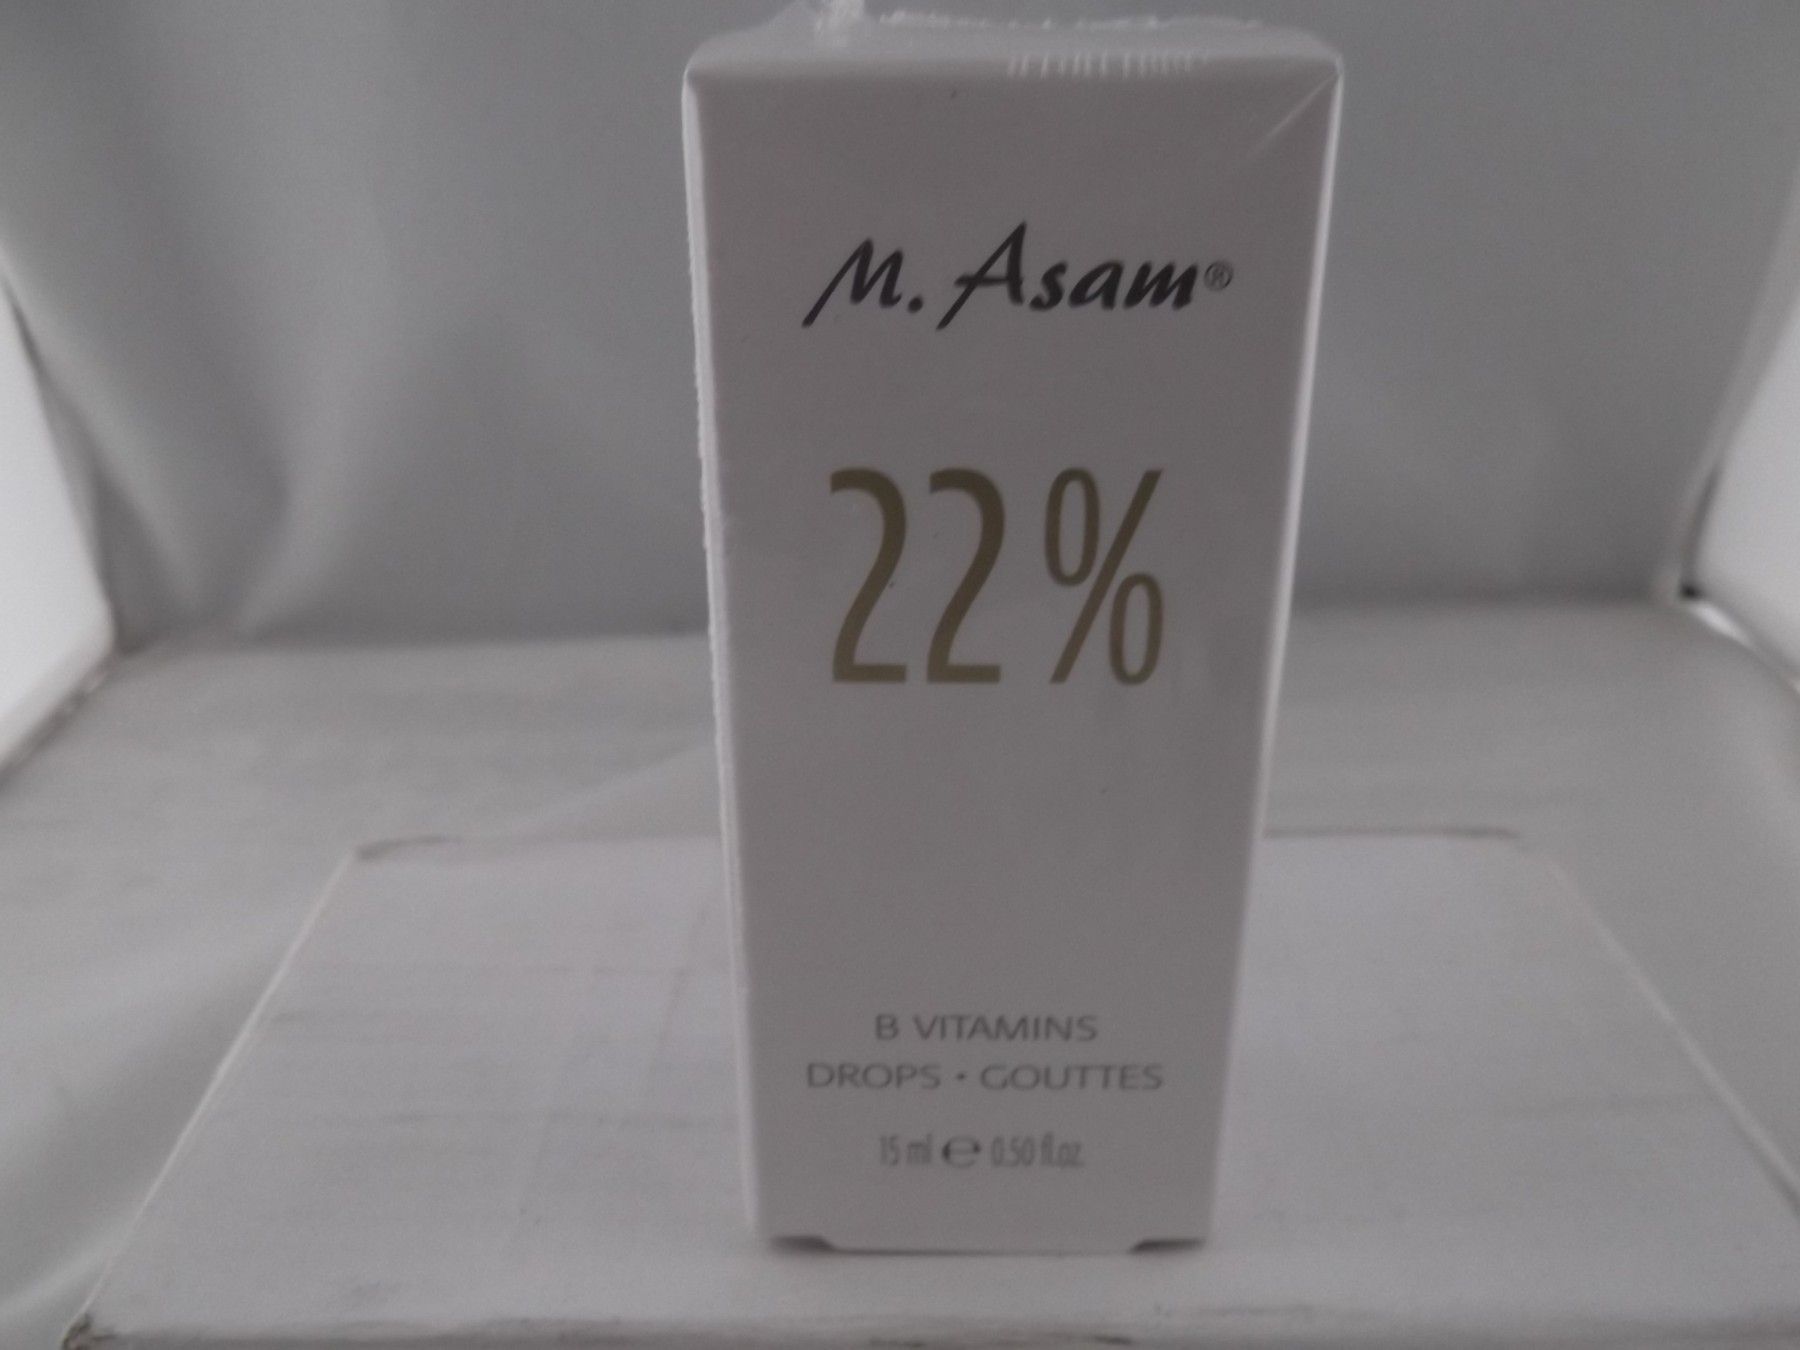 M. Asam®
22%
B VITAMINS
DROPS • GOUTTES
15 ml ℮ 0.50 fl.oz.